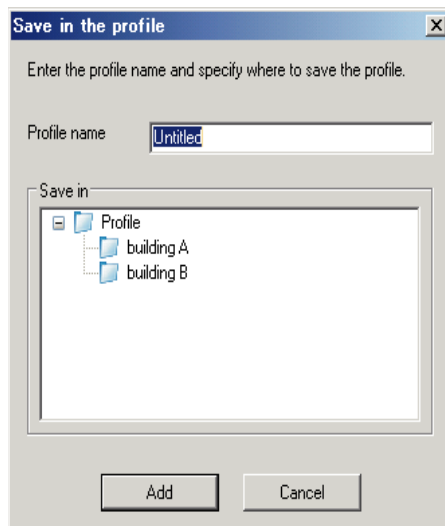 Save in the profile
Enter the profile name and specify where to save the profile.
Profile name
Untitled
Save in
Profile
building A
building B
Add
Cancel